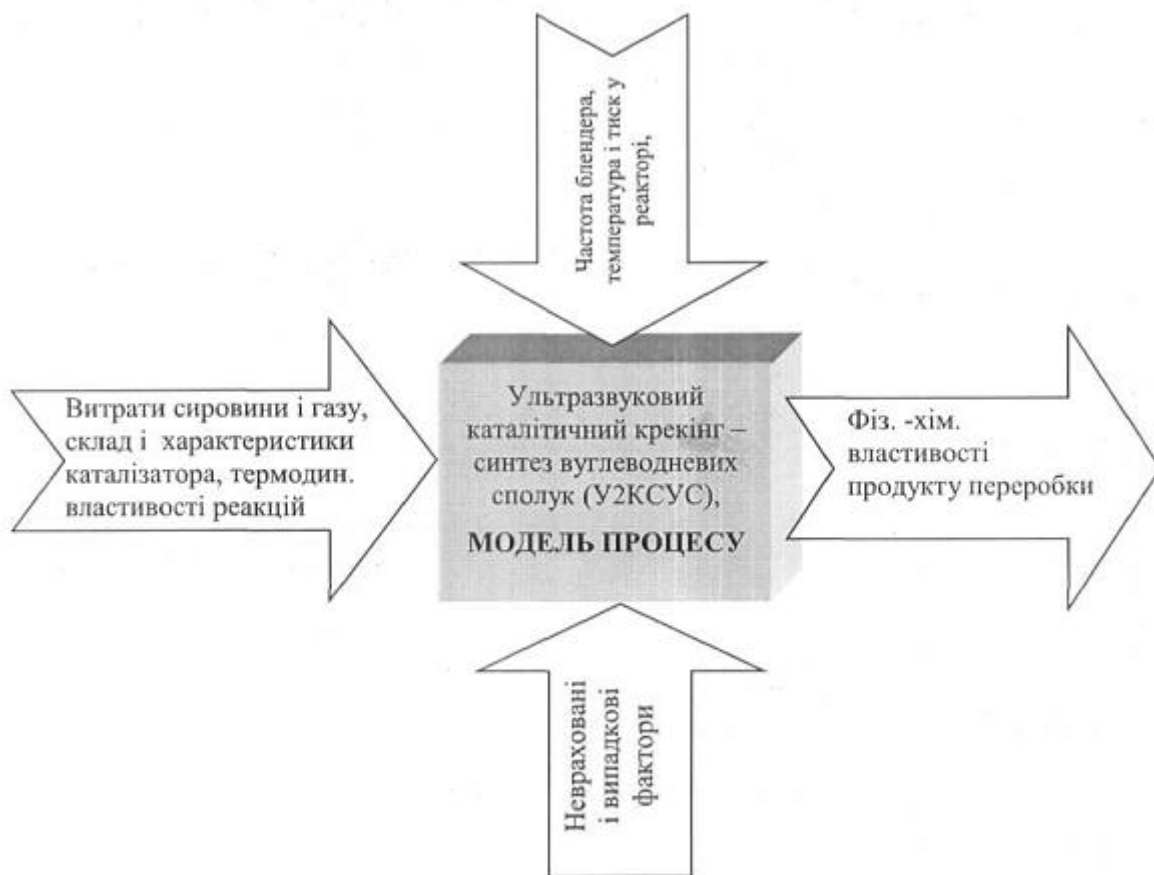 Частота блендера,
температура і тиск у
реакторі,
Витрати сировини і газу,
склад і характеристики
каталізатора, термодин.
властивості реакцій
Ультразвуковий
каталітичний крекінг –
синтез вуглеводневих
сполук (У2КСУС),
МОДЕЛЬ ПРОЦЕСУ
Фіз. -хім.
властивості
продукту переробки
Невраховані
і випадкові
фактори